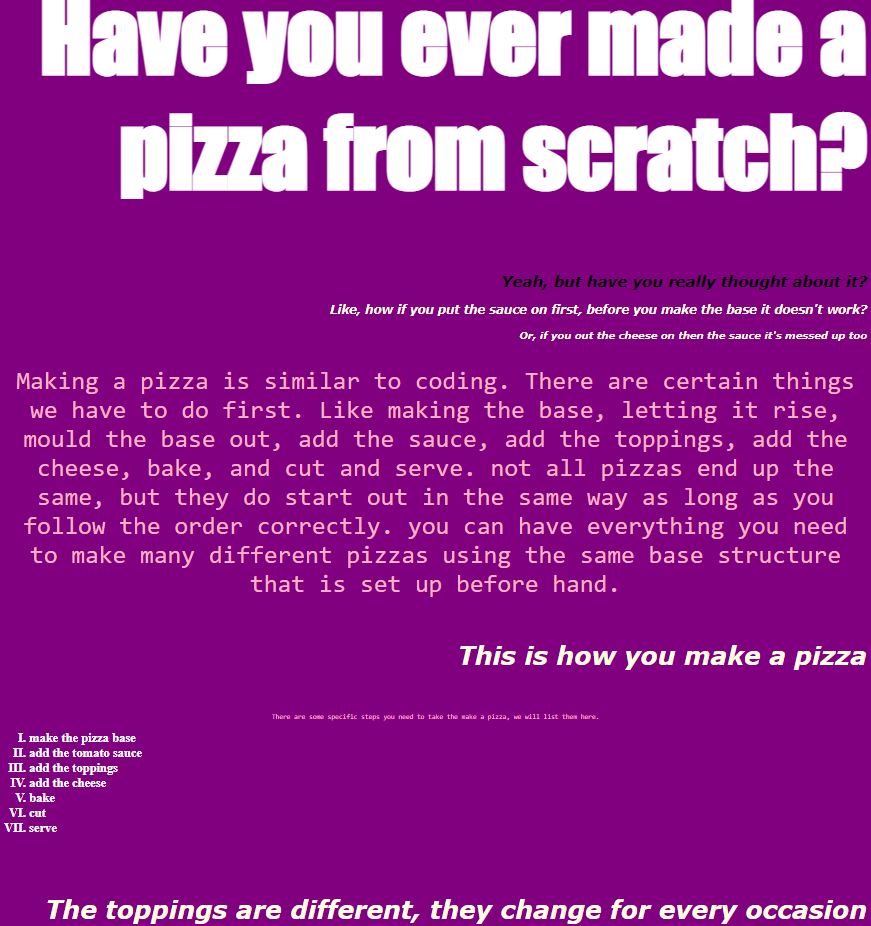 Have you ever made a
pizza from scratch?
Yeah, but have you really thought about it?
Like, how if you put the sauce on first, before you make the base it doesn't work?
Or, if you out the cheese on then the sauce it's messed up too
Making a pizza is similar to coding. There are certain things
we have to do first. Like making the base, letting it rise,
mould the base out, add the sauce, add the toppings, add the
cheese, bake, and cut and serve. not all pizzas end up the
same, but they do start out in the same way as long as you
follow the order correctly. you can have everything you need
to make many different pizzas using the same base structure
that is set up before hand.
This is how you make a pizza
There are some specific steps you need to take the make a pizza, we will list them here.
I. make the pizza base
II. add the tomato sauce
III. add the toppings
IV. add the cheese
V. bake
VI. cut
VII. serve
The toppings are different, they change for every occasion